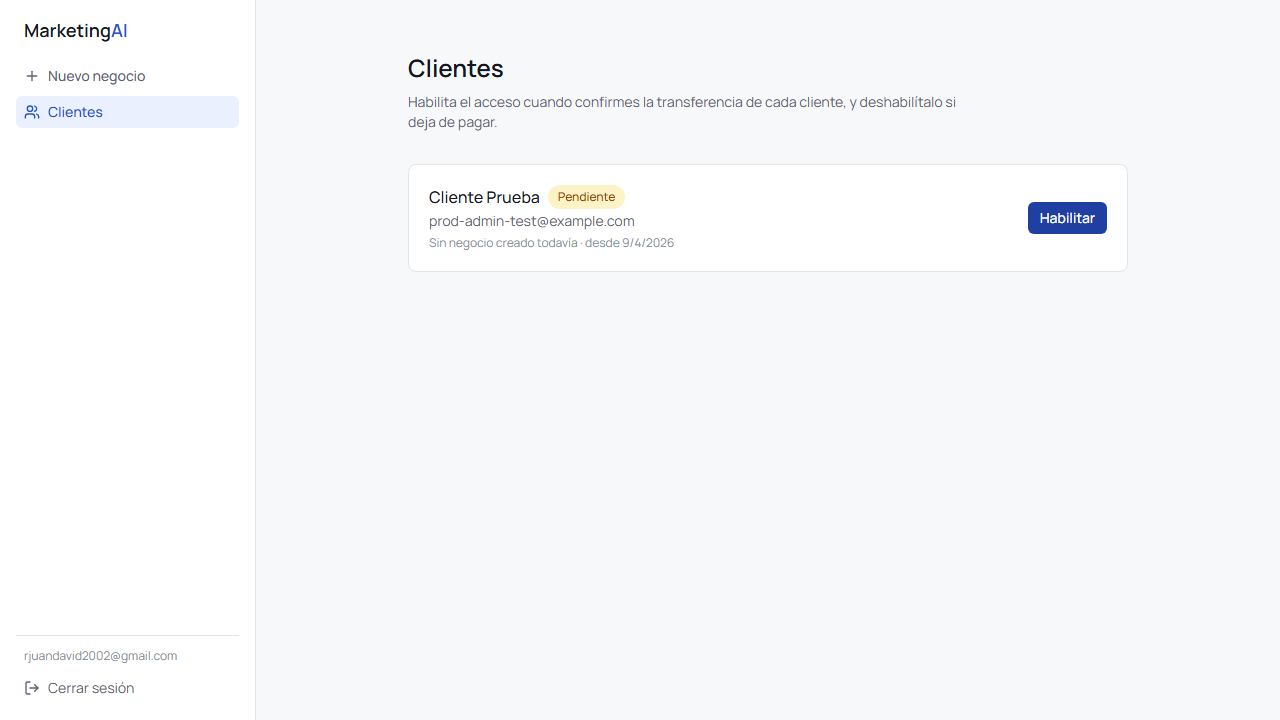 MarketingAI
Nuevo negocio
Clientes
Clientes
Habilita el acceso cuando confirmes la transferencia de cada cliente, y deshabilítalo si
deja de pagar.
Cliente Prueba Pendiente
prod-admin-test@example.com
Sin negocio creado todavía · desde 9/4/2026
Habilitar
rjuandavid2002@gmail.com
Cerrar sesión